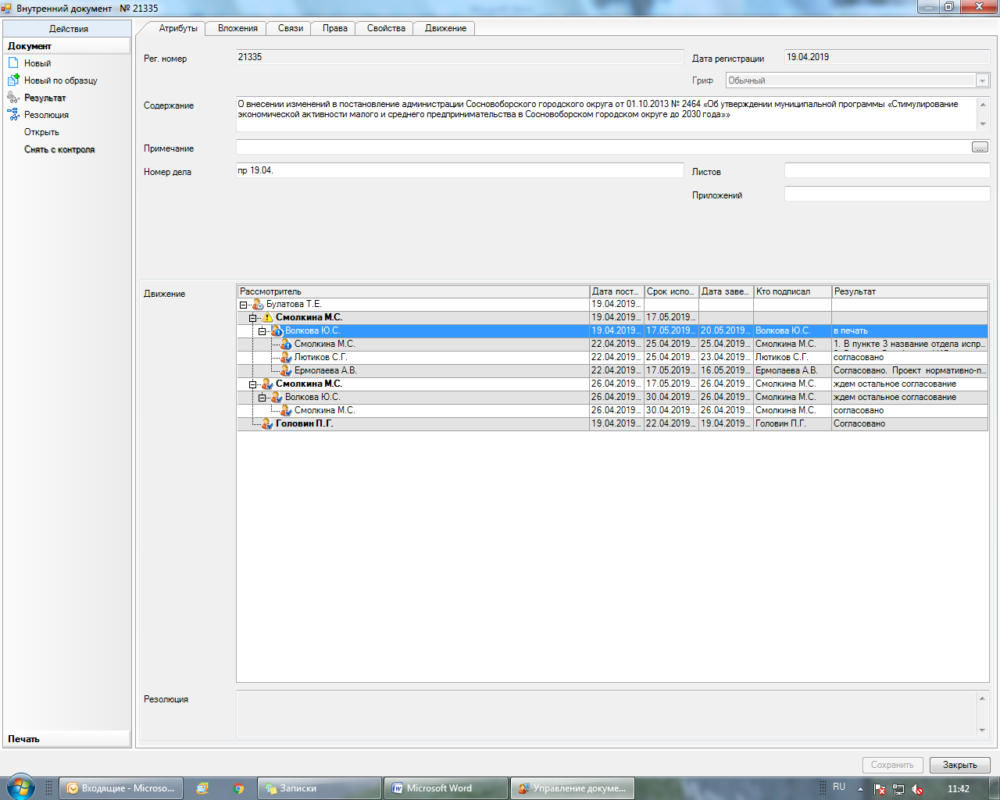 Внутренний документ № 21335
Действия
Документ
Новый
Новый по образцу
Результат
Резолюция
Открыть
Снять с контроля
Печать
Атрибуты Вложения Связи Права Свойства Движение
Рег. номер 21335 Дата регистрации 19.04.2019
Гриф Обычный
Содержание О внесении изменений в постановление администрации Сосновоборского городского округа от 01.10.2013 № 2464 «Об утверждении муниципальной программы «Стимулирование
экономической активности малого и среднего предпринимательства в Сосновоборском городском округе до 2030 года»»
Примечание ...
Номер дела пр 19.04. Листов
Приложений
Движение
Рассмотритель Дата пост... Срок испо... Дата заве... Кто подписал Результат
Булатова Т.Е. 19.04.2019...
Смолкина М.С. 19.04.2019... 17.05.2019...
Волкова Ю.С. 19.04.2019... 17.05.2019... 20.05.2019... Волкова Ю.С. в печать
Смолкина М.С. 22.04.2019... 25.04.2019... 25.04.2019... Смолкина М.С. 1. В пункте 3 название отдела испр...
Лютиков С.Г. 22.04.2019... 25.04.2019... 23.04.2019... Лютиков С.Г. согласовано
Ермолаева А.В. 22.04.2019... 17.05.2019... 16.05.2019... Ермолаева А.В. Согласовано. Проект нормативно-п...
Смолкина М.С. 26.04.2019... 17.05.2019... 26.04.2019... Смолкина М.С. ждем остальное согласование
Волкова Ю.С. 26.04.2019... 30.04.2019... 26.04.2019... Смолкина М.С. ждем остальное согласование
Смолкина М.С. 26.04.2019... 30.04.2019... 26.04.2019... Смолкина М.С. согласовано
Головин П.Г. 19.04.2019... 22.04.2019... 19.04.2019... Головин П.Г. Согласовано
Резолюция
Сохранить Закрыть
Входящие - Microso... Записки Microsoft Word Управление докуме... RU 11:42